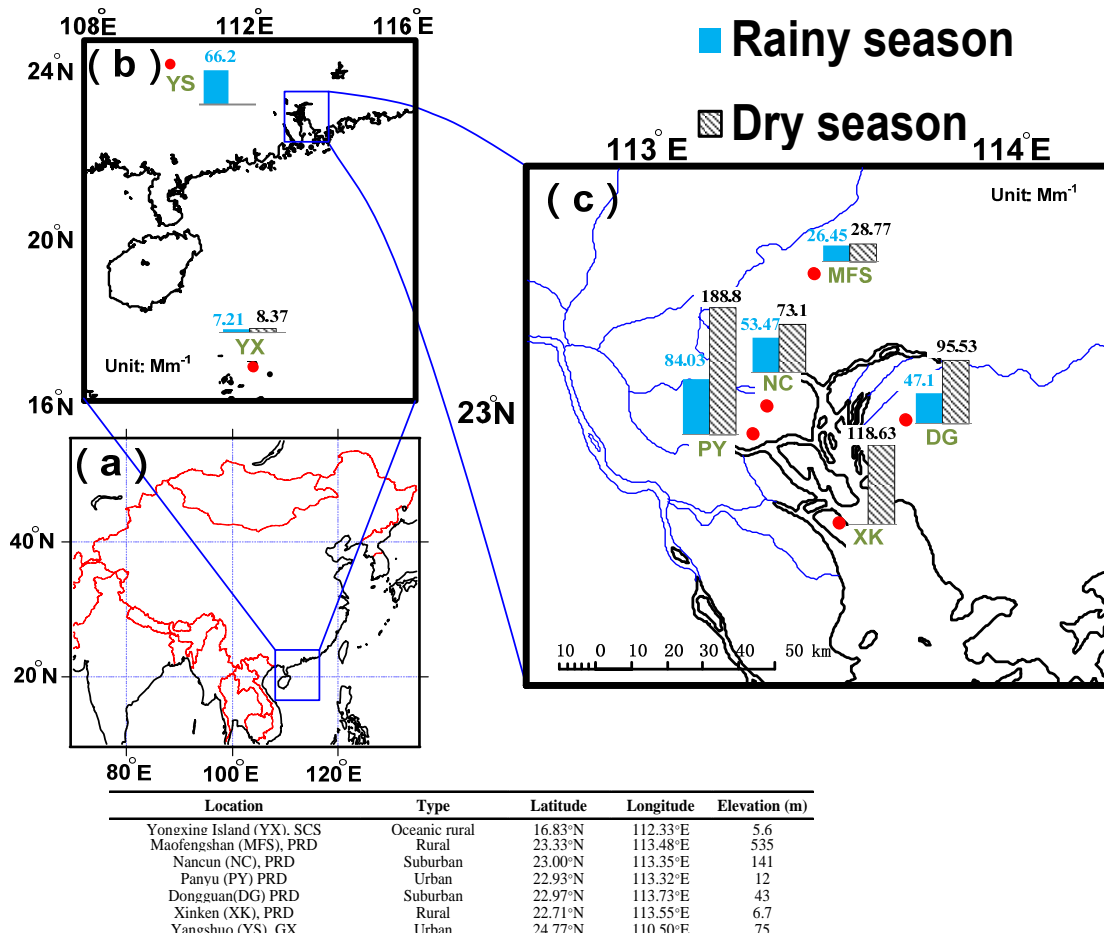 108°E 112°E 116°E
Rainy season
Dry season
24°N
20°N
16°N
( b )
YS
66.2
7.21
8.37
YX
Unit: Mm-1
113°E 114°E
23°N
( c )
Unit: Mm-1
26.45
28.77
MFS
188.8
53.47
73.1
NC
84.03
PY
95.53
47.1
DG
118.63
XK
10 0 10 20 30 40 50 km
( a )
40°N
20°N
80°E 100°E 120°E
Location Type Latitude Longitude Elevation (m)
Yongxing Island (YX), SCS Oceanic rural 16.83°N 112.33°E 5.6
Maofengshan (MFS), PRD Rural 23.33°N 113.48°E 535
Nancun (NC), PRD Suburban 23.00°N 113.35°E 141
Panyu (PY) PRD Urban 22.93°N 113.32°E 12
Dongguan(DG) PRD Suburban 22.97°N 113.73°E 43
Xinken (XK), PRD Rural 22.71°N 113.55°E 6.7
Yangshuo (YS), GX Urban 24.77°N 110.50°E 75